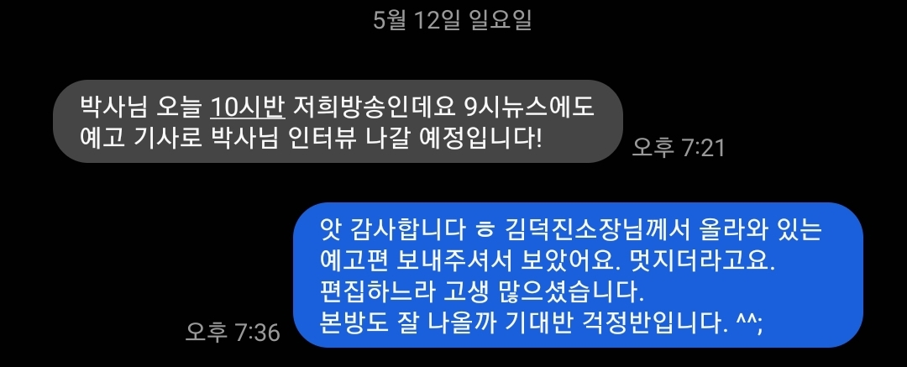 5월 12일 일요일
박사님 오늘 10시반 저희방송인데요 9시뉴스에도
예고 기사로 박사님 인터뷰 나갈 예정입니다!
오후 7:21
앗 감사합니다 ㅎ 김덕진소장님께서 올라와 있는
예고편 보내주셔서 보았어요. 멋지더라고요.
편집하느라 고생 많으셨습니다.
본방도 잘 나올까 기대반 걱정반입니다. ^^;
오후 7:36